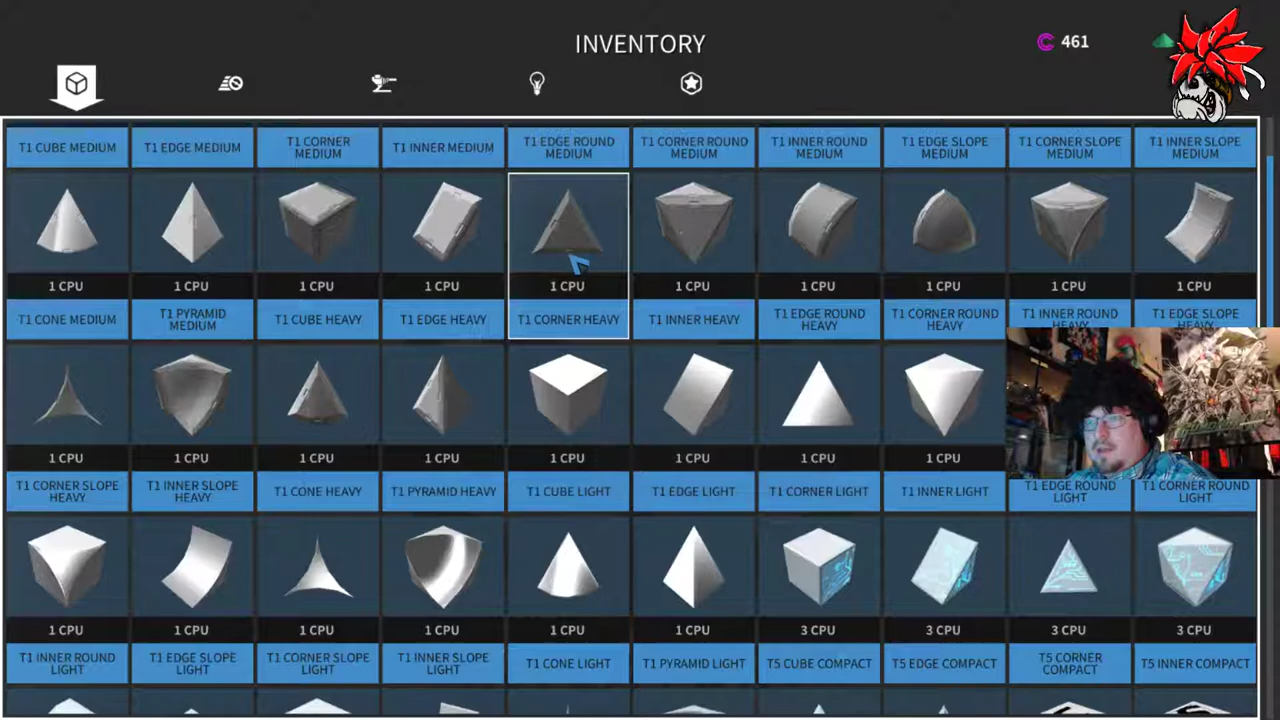 INVENTORY
461
T1 CUBE MEDIUM
T1 EDGE MEDIUM
T1 CORNER
MEDIUM
T1 INNER MEDIUM
T1 EDGE ROUND
MEDIUM
T1 CORNER ROUND
MEDIUM
T1 INNER ROUND
MEDIUM
T1 EDGE SLOPE
MEDIUM
T1 CORNER SLOPE
MEDIUM
T1 INNER SLOPE
MEDIUM
1 CPU
1 CPU
1 CPU
1 CPU
1 CPU
1 CPU
1 CPU
1 CPU
1 CPU
1 CPU
T1 CONE MEDIUM
T1 PYRAMID
MEDIUM
T1 CUBE HEAVY
T1 EDGE HEAVY
T1 CORNER HEAVY
T1 INNER HEAVY
T1 EDGE ROUND
HEAVY
T1 CORNER ROUND
HEAVY
T1 INNER ROUND
HEAVY
T1 EDGE SLOPE
HEAVY
1 CPU
1 CPU
1 CPU
1 CPU
1 CPU
1 CPU
1 CPU
1 CPU
T1 CORNER SLOPE
HEAVY
T1 INNER SLOPE
HEAVY
T1 CONE HEAVY
T1 PYRAMID HEAVY
T1 CUBE LIGHT
T1 EDGE LIGHT
T1 CORNER LIGHT
T1 INNER LIGHT
T1 EDGE ROUND
LIGHT
T1 CORNER ROUND
LIGHT
1 CPU
1 CPU
1 CPU
1 CPU
1 CPU
1 CPU
3 CPU
3 CPU
3 CPU
3 CPU
T1 INNER ROUND
LIGHT
T1 EDGE SLOPE
LIGHT
T1 CORNER SLOPE
LIGHT
T1 INNER SLOPE
LIGHT
T1 CONE LIGHT
T1 PYRAMID LIGHT
T5 CUBE COMPACT
T5 EDGE COMPACT
T5 CORNER
COMPACT
T5 INNER COMPACT